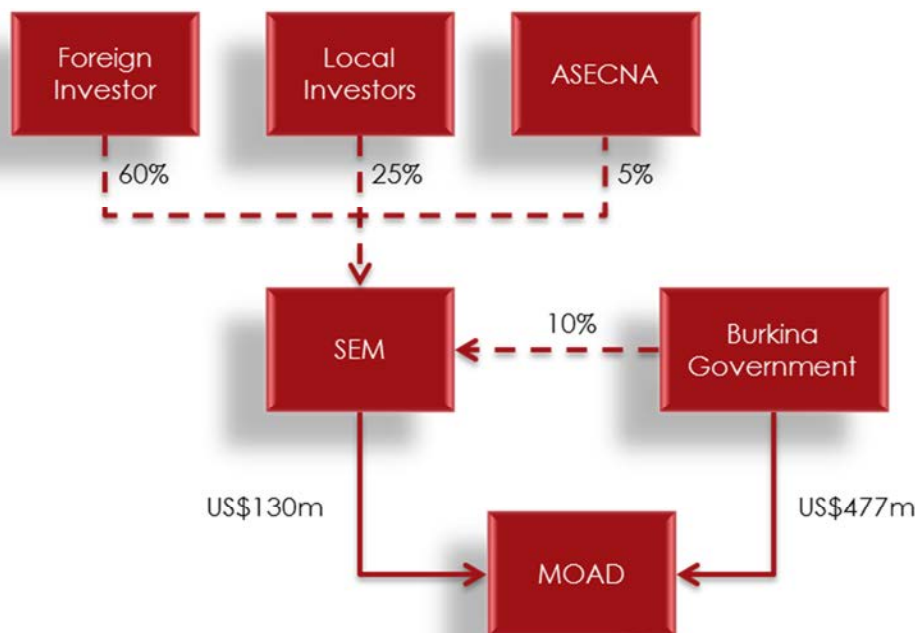 Foreign
Investor
Local
Investors
ASECNA
60%
25%
5%
SEM
10%
Burkina
Government
US$130m
US$477m
MOAD